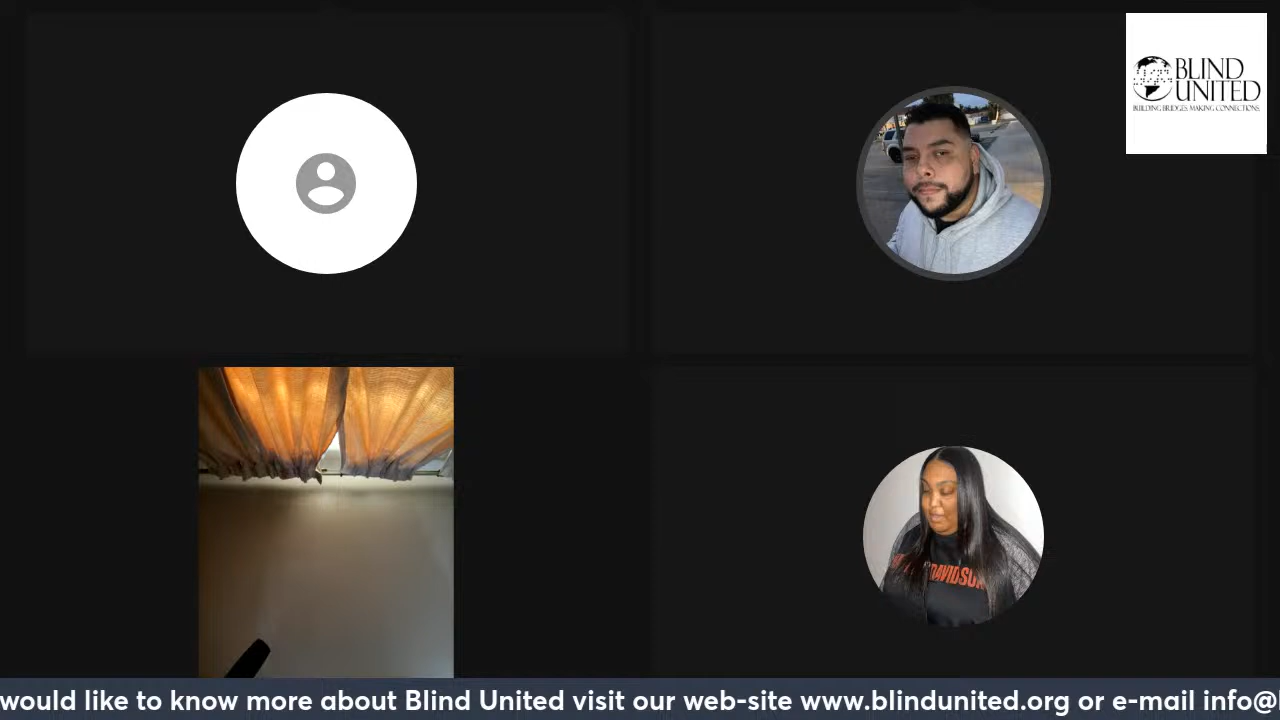 BLIND
UNITED
BUILDING BRIDGES, MAKING CONNECTIONS.
DAVIDSON
would like to know more about Blind United visit our web-site www.blindunited.org or e-mail info@